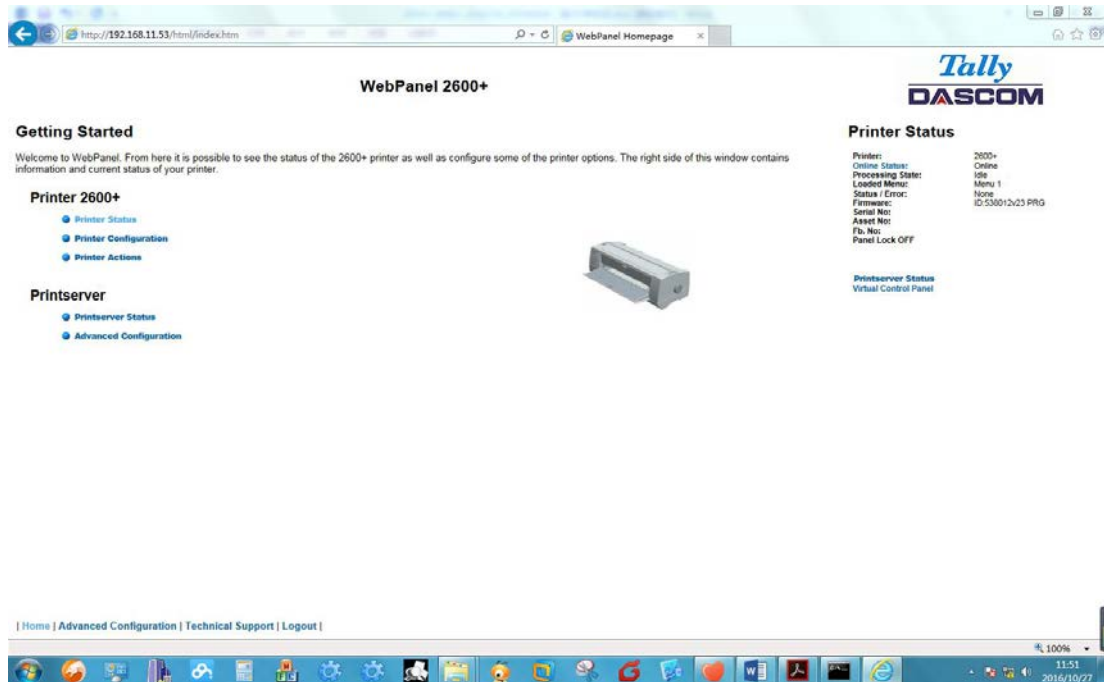 http://192.168.11.53/html/index.htm
WebPanel Homepage
WebPanel 2600+
Tally
DASCOM
Getting Started
Welcome to WebPanel. From here it is possible to see the status of the 2600+ printer as well as configure some of the printer options. The right side of this window contains
information and current status of your printer.
Printer 2600+
Printer Status
Printer Configuration
Printer Actions
Printserver
Printserver Status
Advanced Configuration
Printer Status
Printer: 2600+
Online Status: Online
Processing State: Idle
Loaded Menu: Menu 1
Status / Error: None
Firmware: ID:538012v23 PRG
Serial No:
Asset No:
Fb. No:
Panel Lock OFF
Printserver Status
Virtual Control Panel
| Home | Advanced Configuration | Technical Support | Logout |
100%
11:51
2016/10/27